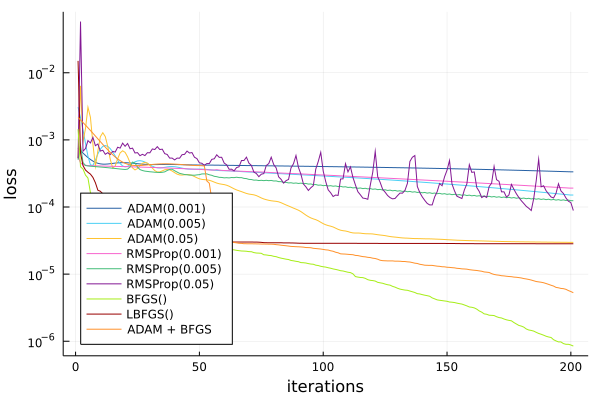 10⁻²
10⁻³
10⁻⁴
10⁻⁵
10⁻⁶
loss
ADAM(0.001)
ADAM(0.005)
ADAM(0.05)
RMSProp(0.001)
RMSProp(0.005)
RMSProp(0.05)
BFGS()
LBFGS()
ADAM + BFGS
0 50 100 150 200
iterations